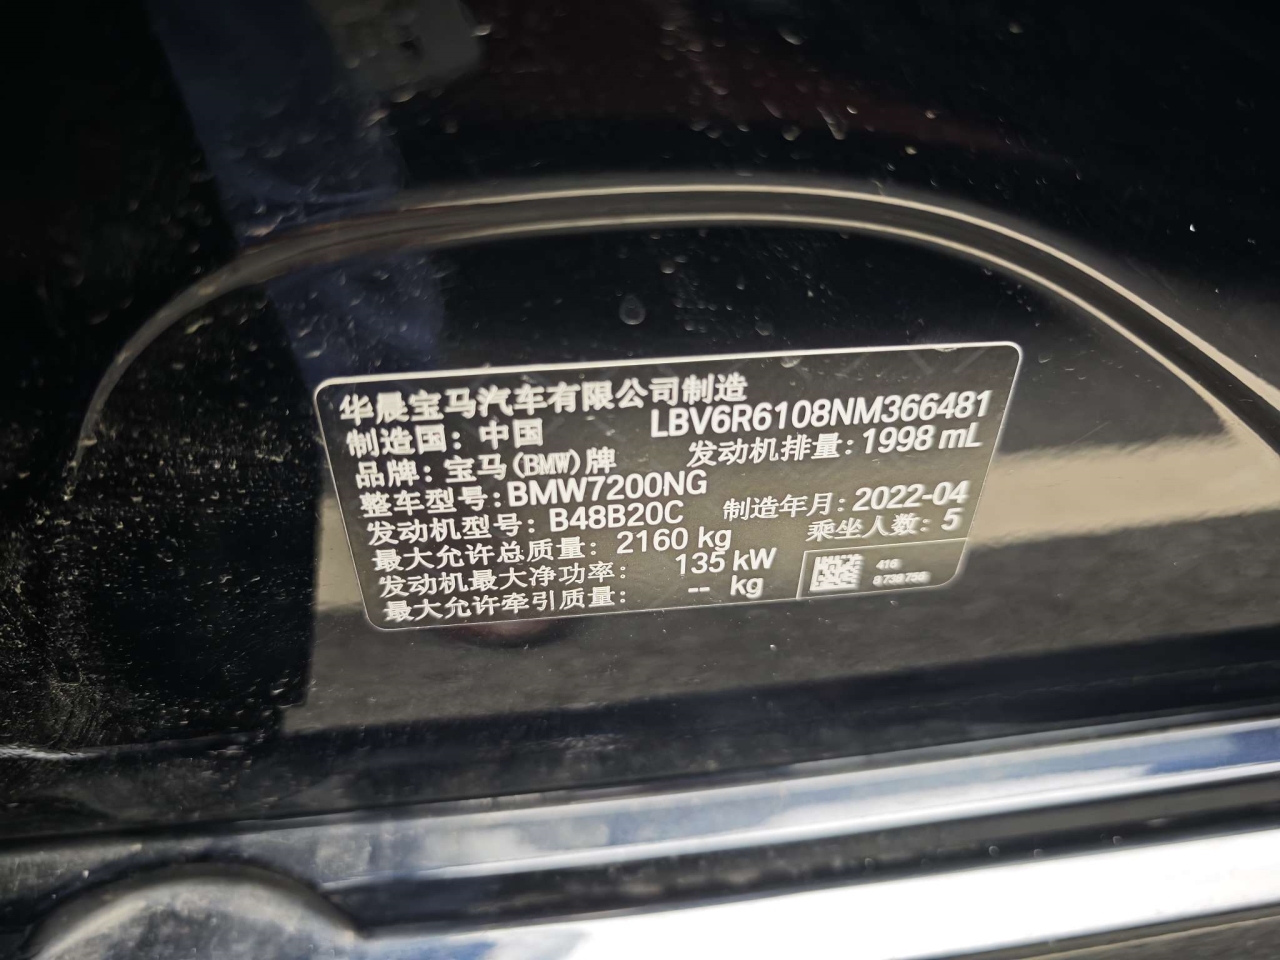 华晨宝马汽车有限公司制造
制造国：中国 LBV6R6108NM366481
品牌：宝马(BMW)牌 发动机排量：1998 mL
整车型号：BMW7200NG
发动机型号：B48B20C 制造年月：2022-04
最大允许总质量：2160 kg 乘坐人数：5
发动机最大净功率：135 kW
最大允许牵引质量：-- kg
416
8738756